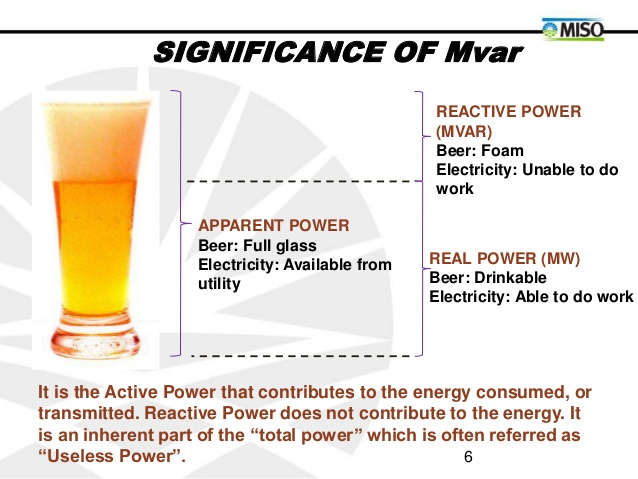 MISO
SIGNIFICANCE OF Mvar
REACTIVE POWER
(MVAR)
Beer: Foam
Electricity: Unable to do
work
APPARENT POWER
Beer: Full glass
Electricity: Available from
utility
REAL POWER (MW)
Beer: Drinkable
Electricity: Able to do work
It is the Active Power that contributes to the energy consumed, or
transmitted. Reactive Power does not contribute to the energy. It
is an inherent part of the “total power” which is often referred as
“Useless Power”.
6